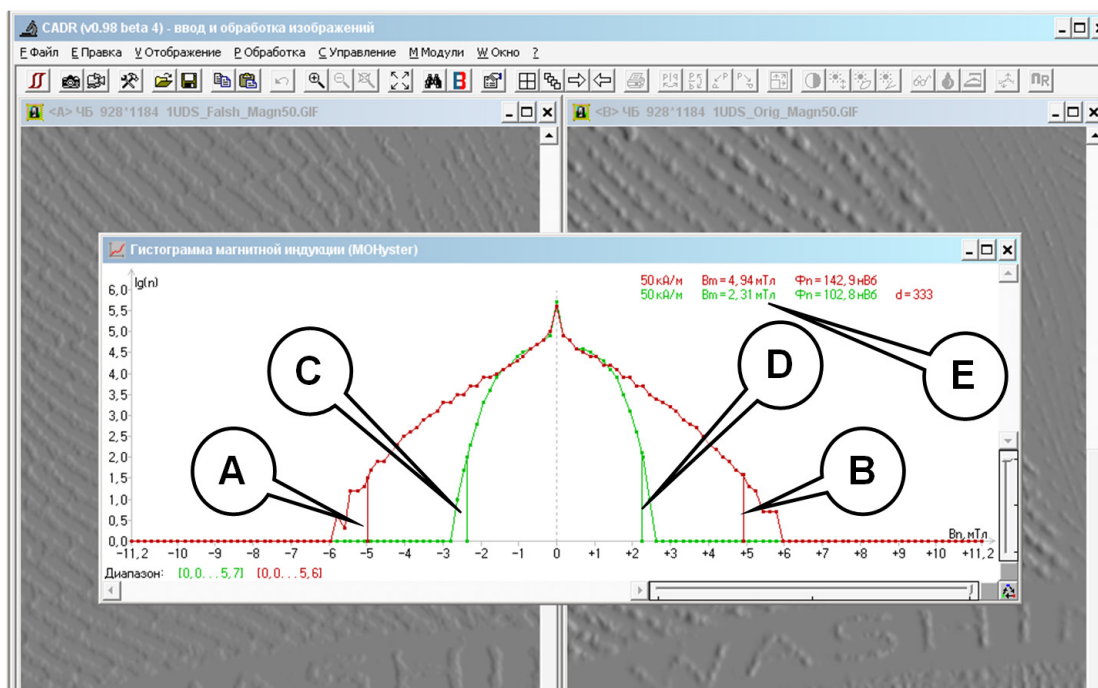 CADR (v0.98 beta 4) - ввод и обработка изображений
F Файл E Правка V Отображение P Обработка C Управление M Модули W Окно ?
<A> ЧБ 928*1184 1UDS_Falsh_Magn50.GIF
<B> ЧБ 928*1184 1UDS_Orig_Magn50.GIF
Гистограмма магнитной индукции (MOHyster)
lg(n)
50 кА/м Bm = 4,94 мТл Фn = 142,9 нВб
50 кА/м Bm = 2,31 мТл Фn = 102,8 нВб d = 333
6,0
5,5
5,0
4,5
4,0
3,5
3,0
2,5
2,0
1,5
1,0
0,5
0,0
A
C
D
B
E
Bn, мТл
-11,2 -10 -9 -8 -7 -6 -5 -4 -3 -2 -1 0 +1 +2 +3 +4 +5 +6 +7 +8 +9 +10 +11,2
Диапазон: [0,0...5,7] [0,0...5,6]
WASHI